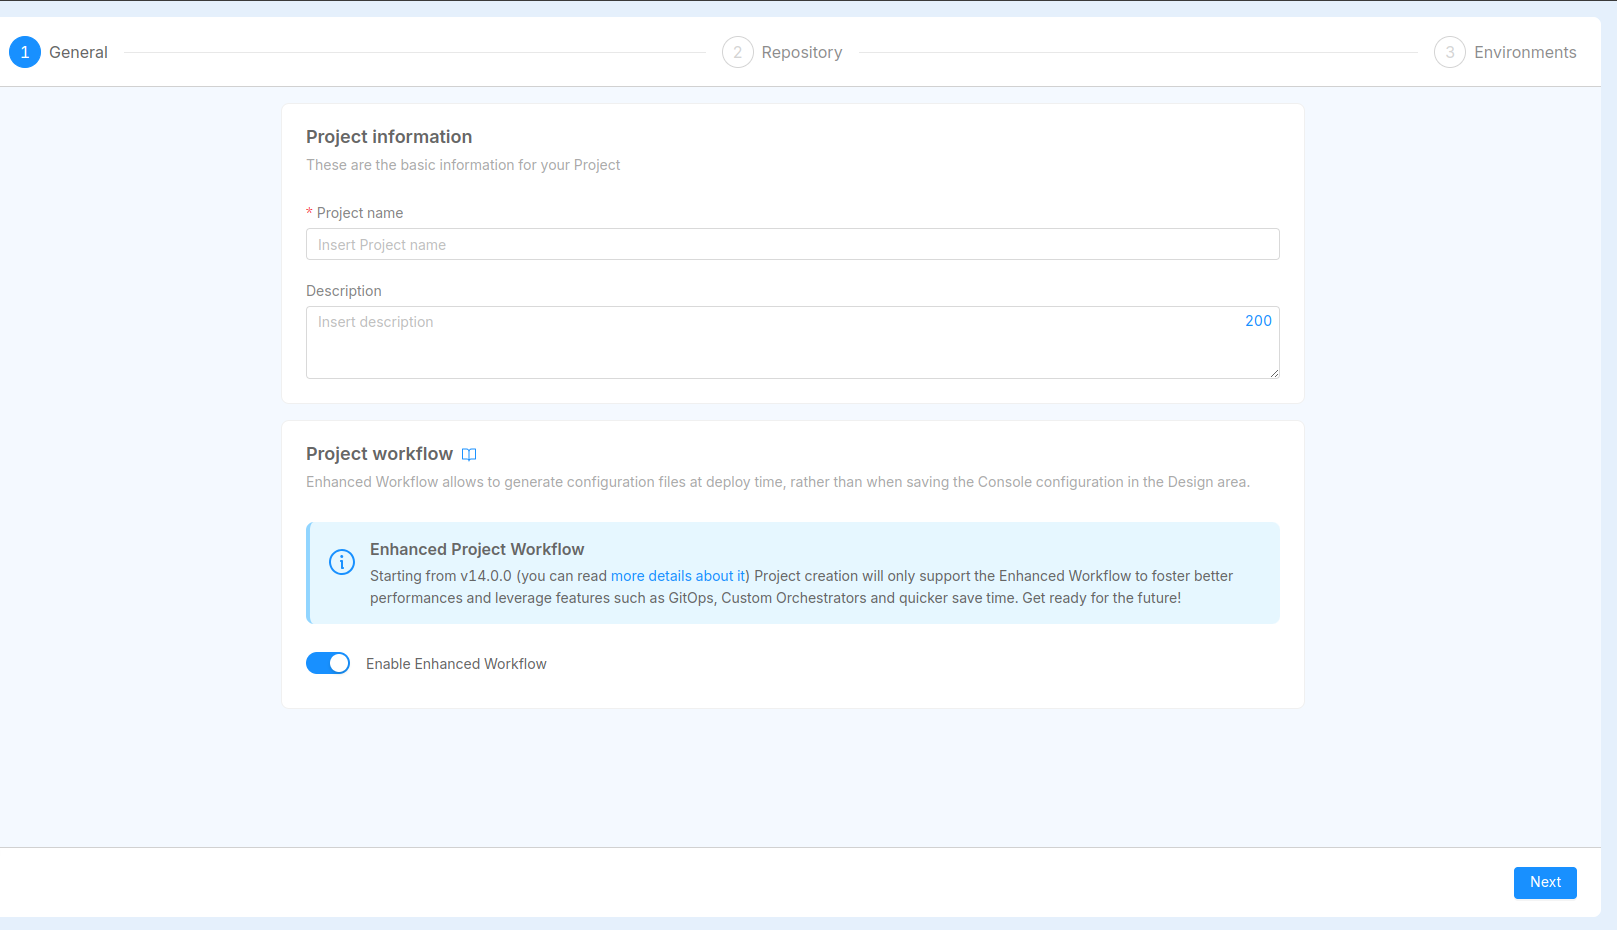 1 General
2 Repository
3 Environments
Project information
These are the basic information for your Project
* Project name
Insert Project name
Description
Insert description
200
Project workflow
Enhanced Workflow allows to generate configuration files at deploy time, rather than when saving the Console configuration in the Design area.
Enhanced Project Workflow
Starting from v14.0.0 (you can read more details about it) Project creation will only support the Enhanced Workflow to foster better
performances and leverage features such as GitOps, Custom Orchestrators and quicker save time. Get ready for the future!
Enable Enhanced Workflow
Next